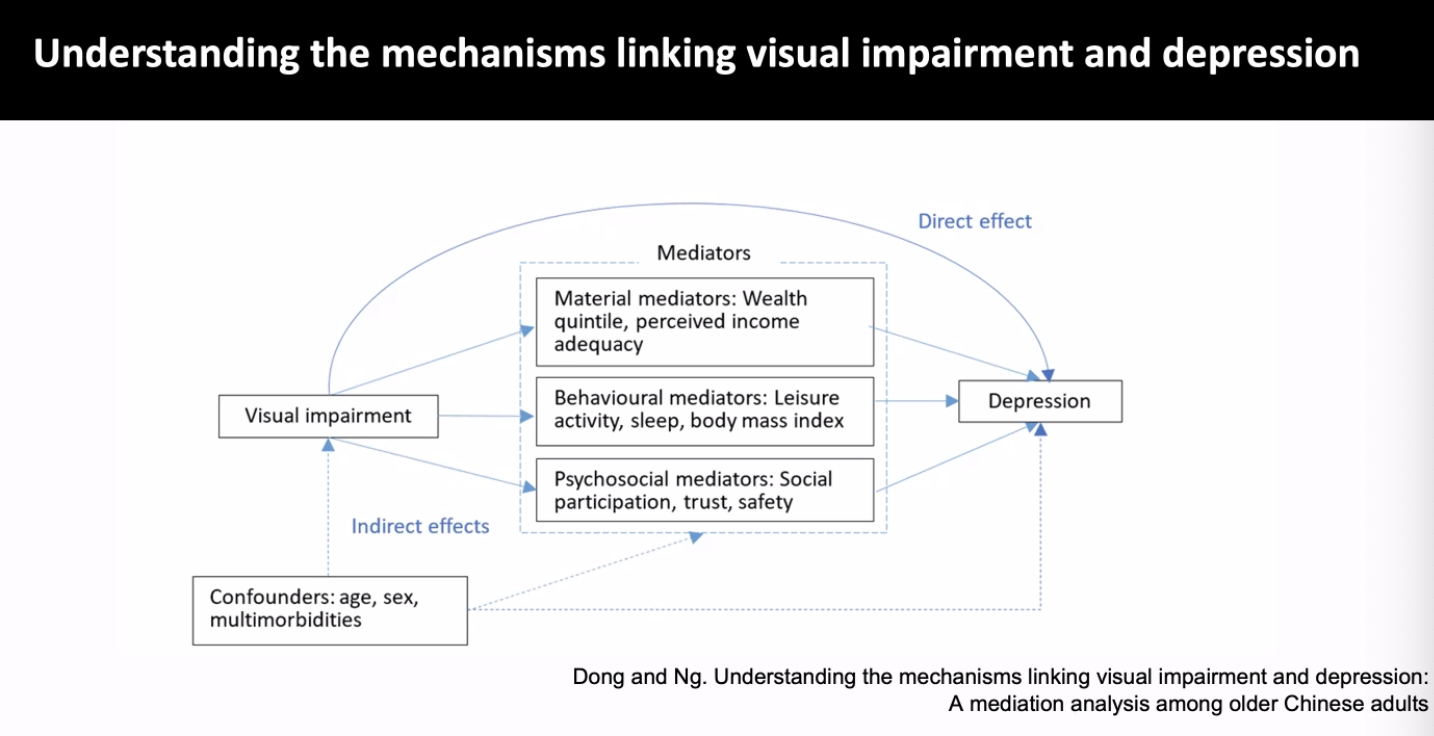 Understanding the mechanisms linking visual impairment and depression
Direct effect
Mediators
Material mediators: Wealth
quintile, perceived income
adequacy
Behavioural mediators: Leisure
activity, sleep, body mass index
Psychosocial mediators: Social
participation, trust, safety
Visual impairment
Depression
Indirect effects
Confounders: age, sex,
multimorbidities
Dong and Ng. Understanding the mechanisms linking visual impairment and depression:
A mediation analysis among older Chinese adults